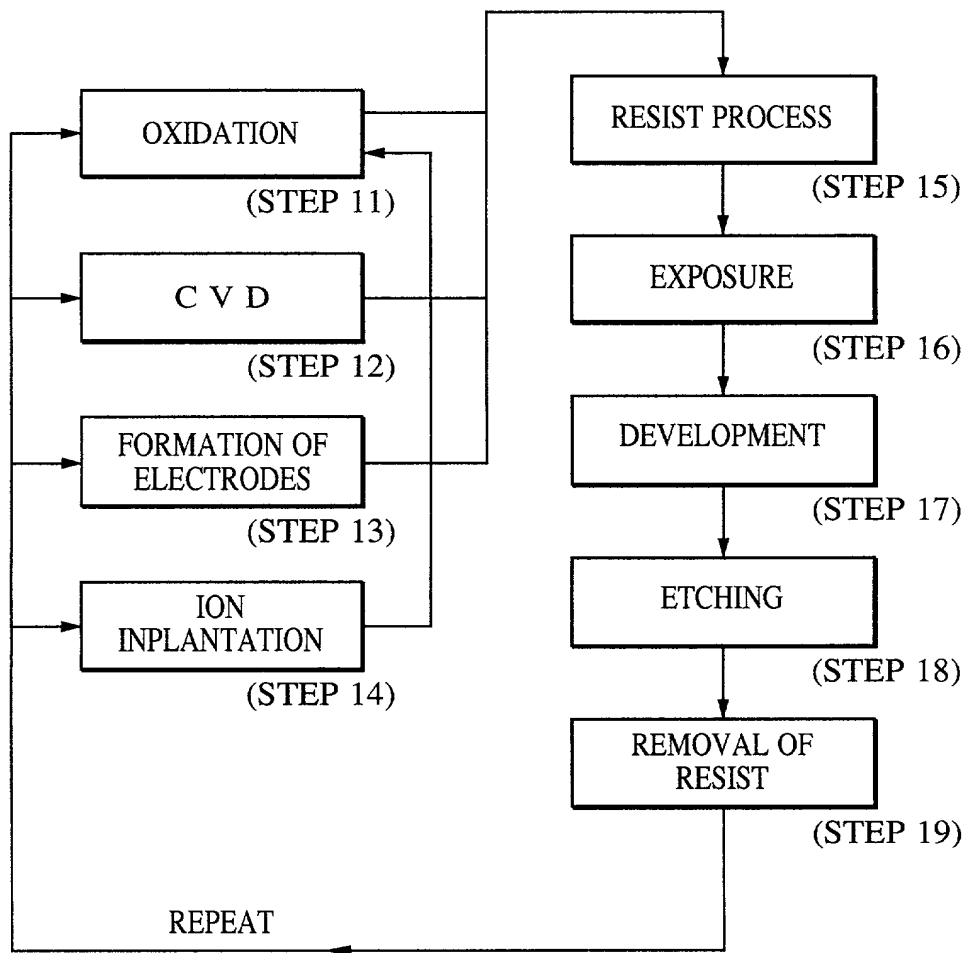 OXIDATION
(STEP 11)
C V D
(STEP 12)
FORMATION OF
ELECTRODES
(STEP 13)
ION
INPLANTATION
(STEP 14)
RESIST PROCESS
(STEP 15)
EXPOSURE
(STEP 16)
DEVELOPMENT
(STEP 17)
ETCHING
(STEP 18)
REMOVAL OF
RESIST
(STEP 19)
REPEAT